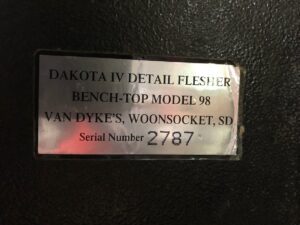 DAKOTA IV DETAIL FLESHER
BENCH-TOP MODEL 98
VAN DYKE'S, WOONSOCKET, SD
Serial Number 2787